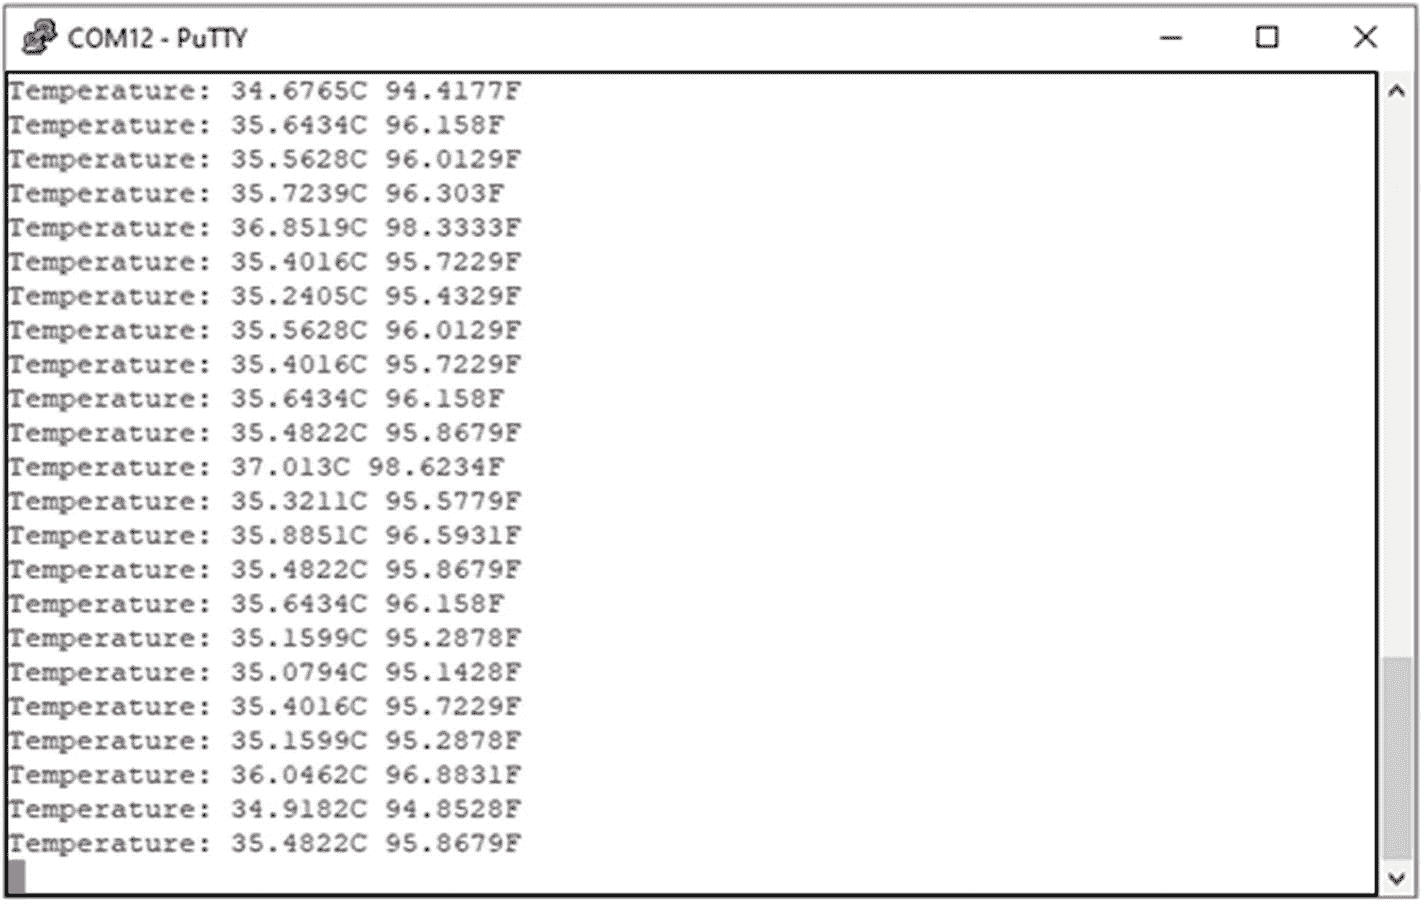 COM12 - PuTTY
Temperature: 34.6765C 94.4177F
Temperature: 35.6434C 96.158F
Temperature: 35.5628C 96.0129F
Temperature: 35.7239C 96.303F
Temperature: 36.8519C 98.3333F
Temperature: 35.4016C 95.7229F
Temperature: 35.2405C 95.4329F
Temperature: 35.5628C 96.0129F
Temperature: 35.4016C 95.7229F
Temperature: 35.6434C 96.158F
Temperature: 35.4822C 95.8679F
Temperature: 37.013C 98.6234F
Temperature: 35.3211C 95.5779F
Temperature: 35.8851C 96.5931F
Temperature: 35.4822C 95.8679F
Temperature: 35.6434C 96.158F
Temperature: 35.1599C 95.2878F
Temperature: 35.0794C 95.1428F
Temperature: 35.4016C 95.7229F
Temperature: 35.1599C 95.2878F
Temperature: 36.0462C 96.8831F
Temperature: 34.9182C 94.8528F
Temperature: 35.4822C 95.8679F